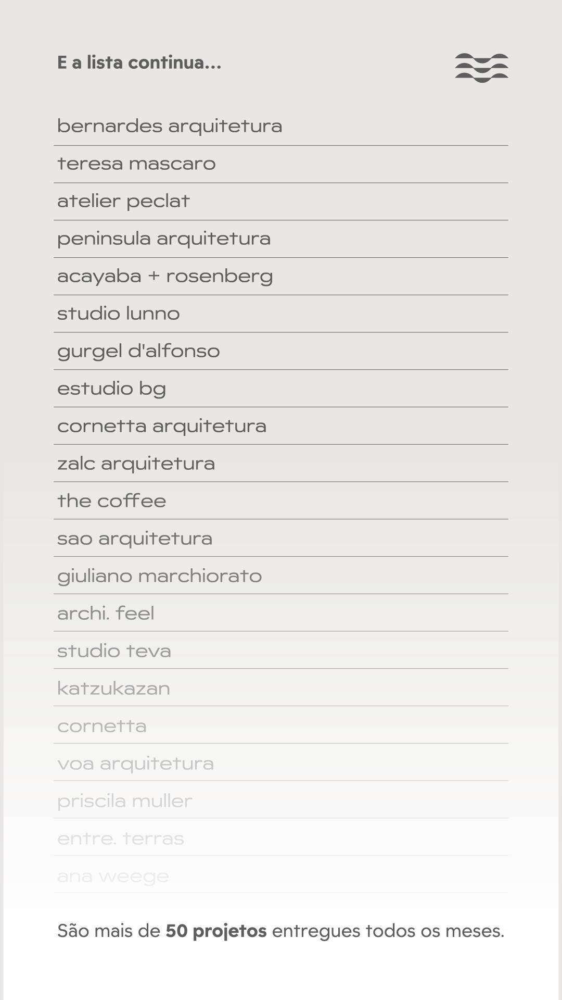 E a lista continua...
bernardes arquitetura
teresa mascaro
atelier peclat
peninsula arquitetura
acayaba + rosenberg
studio lunno
gurgel d'alfonso
estudio bg
cornetta arquitetura
zalc arquitetura
the coffee
sao arquitetura
giuliano marchiorato
archi. feel
studio teva
katzukazan
cornetta
voa arquitetura
priscila muller
entre. terras
ana weege
São mais de 50 projetos entregues todos os meses.